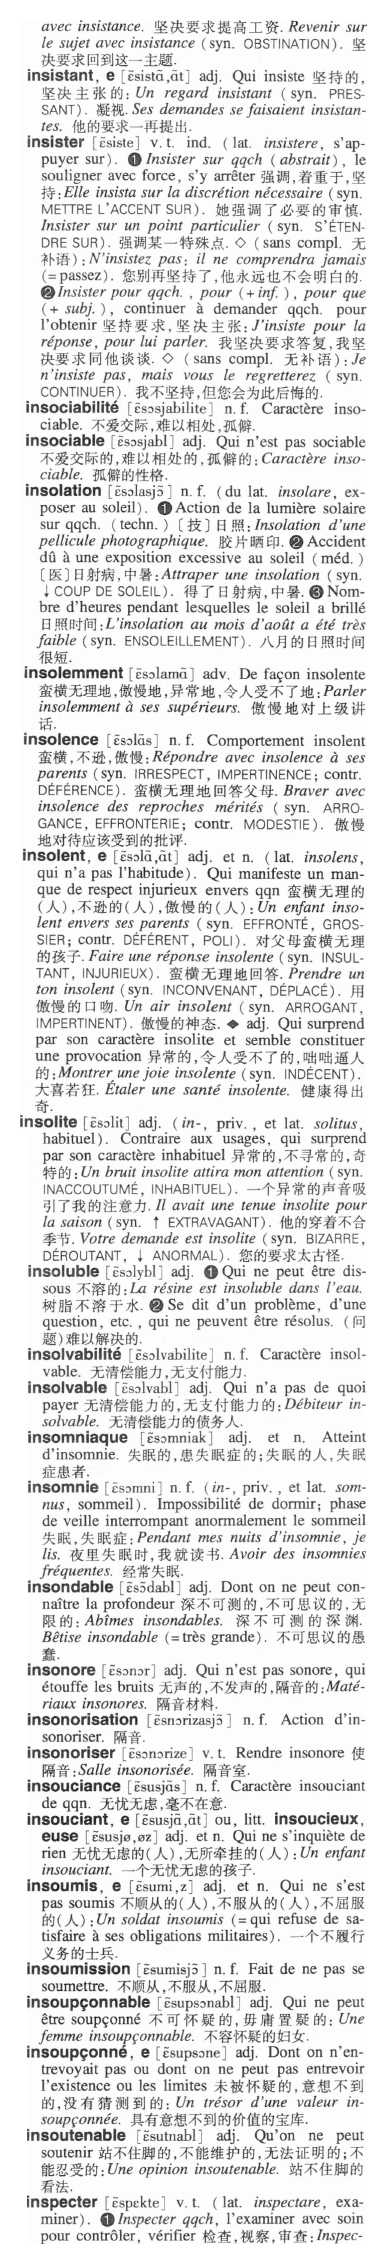 avec insistance. 坚决要求提高工资. Revenir sur
le sujet avec insistance (syn. OBSTINATION). 坚
决要求回到这一主题.
insistant, e [ɛ̃sistɑ̃,ɑ̃t] adj. Qui insiste 坚持的,
坚决主张的: Un regard insistant (syn. PRES-
SANT). 凝视. Ses demandes se faisaient insistan-
tes. 他的要求一再提出.
insister [ɛ̃siste] v.t. ind. (lat. insistere, s'ap-
puyer sur). ❶ Insister sur qqch (abstrait), le
souligner avec force, s'y arrêter 强调,着重于,坚
持: Elle insista sur la discrétion nécessaire (syn.
METTRE L'ACCENT SUR). 她强调了必要的审慎.
Insister sur un point particulier (syn. S'ÉTEN-
DRE SUR). 强调某一特殊点. ◇ (sans compl. 无
补语): N'insistez pas: il ne comprendra jamais
(=passez). 您别再坚持了,他永远也不会明白的.
❷ Insister pour qqch., pour (+inf.), pour que
(+ subj.), continuer à demander qqch. pour
l'obtenir 坚持要求,坚决主张: J'insiste pour la
réponse, pour lui parler. 我坚决要求答复,我坚
决要求同他谈谈. ◇ (sans compl. 无补语): Je
n'insiste pas, mais vous le regretterez (syn.
CONTINUER). 我不坚持,但您会为此后悔的.
insociabilité [ɛ̃sɔsjabilite] n.f. Caractère inso-
ciable. 不爱交际,难以相处,孤僻.
insociable [ɛ̃sɔsjabl] adj. Qui n'est pas sociable
不爱交际的,难以相处的,孤僻的: Caractère inso-
ciable. 孤僻的性格.
insolation [ɛ̃sɔlasjɔ̃] n.f. (du lat. insolare, ex-
poser au soleil). ❶ Action de la lumière solaire
sur qqch. (techn.) [技] 日照: Insolation d'une
pellicule photographique. 胶片晒印. ❷ Accident
dû à une exposition excessive au soleil (méd.)
[医] 日射病,中暑: Attraper une insolation (syn.
↓ COUP DE SOLEIL). 得了日射病,中暑. ❸ Nom-
bre d'heures pendant lesquelles le soleil a brillé
日照时间: L'insolation au mois d'août a été très
faible (syn. ENSOLEILLEMENT). 八月的日照时间
很短.
insolemment [ɛ̃sɔlamɑ̃] adv. De façon insolente
蛮横无理地,傲慢地,异常地,令人受不了地: Parler
insolemment à ses supérieurs. 傲慢地对上级讲
话.
insolence [ɛ̃sɔlɑ̃s] n.f. Comportement insolent
蛮横,不逊,傲慢: Répondre avec insolence à ses
parents (syn. IRRESPECT, IMPERTINENCE; contr.
DÉFÉRENCE). 蛮横无理地回答父母. Braver avec
insolence des reproches mérités (syn. ARRO-
GANCE, EFFRONTERIE; contr. MODESTIE). 傲慢
地对待应该受到的批评.
insolent, e [ɛ̃sɔlɑ̃,ɑ̃t] adj. et n. (lat. insolens,
qui n'a pas l'habitude). Qui manifeste un man-
que de respect injurieux envers qqn 蛮横无理的
(人),不逊的(人),傲慢的(人): Un enfant inso-
lent envers ses parents (syn. EFFRONTÉ, GROS-
SIER; contr. DÉFÉRENT, POLI). 对父母蛮横无理
的孩子. Faire une réponse insolente (syn. INSUL-
TANT, INJURIEUX). 蛮横无理地回答. Prendre un
ton insolent (syn. INCONVENANT, DÉPLACÉ). 用
傲慢的口吻. Un air insolent (syn. ARROGANT,
IMPERTINENT). 傲慢的神态. ◆ adj. Qui surprend
par son caractère insolite et semble constituer
une provocation 异常的,令人受不了的,咄咄逼人
的: Montrer une joie insolente (syn. INDÉCENT).
大喜若狂. Étaler une santé insolente. 健康得出
奇.
insolite [ɛ̃sɔlit] adj. (in-, priv., et lat. solitus,
habituel). Contraire aux usages, qui surprend
par son caractère inhabituel 异常的,不寻常的,奇
特的: Un bruit insolite attira mon attention (syn.
INACCOUTUMÉ, INHABITUEL). 一个异常的声音吸
引了我的注意力. Il avait une tenue insolite pour
la saison (syn. ↑ EXTRAVAGANT). 他的穿着不合
季节. Votre demande est insolite (syn. BIZARRE,
DÉROUTANT, ↓ ANORMAL). 您的要求太古怪.
insoluble [ɛ̃sɔlybl] adj. ❶ Qui ne peut être dis-
sous 不溶的: La résine est insoluble dans l'eau.
树脂不溶于水. ❷ Se dit d'un problème, d'une
question, etc., qui ne peuvent être résolus. (问
题)难以解决的.
insolvabilité [ɛ̃sɔlvabilite] n.f. Caractère insol-
vable. 无清偿能力,无支付能力.
insolvable [ɛ̃sɔlvabl] adj. Qui n'a pas de quoi
payer 无清偿能力的,无支付能力的: Débiteur in-
solvable. 无清偿能力的债务人.
insomniaque [ɛ̃sɔmnjak] adj. et n. Atteint
d'insomnie. 失眠的,患失眠症的;失眠的人,失眠
症患者.
insomnie [ɛ̃sɔmni] n.f. (in-, priv., et lat. som-
nus, sommeil). Impossibilité de dormir; phase
de veille interrompant anormalement le sommeil
失眠,失眠症: Pendant mes nuits d'insomnie, je
lis. 夜里失眠时,我就读书. Avoir des insomnies
fréquentes. 经常失眠.
insondable [ɛ̃sɔ̃dabl] adj. Dont on ne peut con-
naître la profondeur 深不可测的,不可思议的,无
限的: Abîmes insondables. 深不可测的深渊.
Bêtise insondable (=très grande). 不可思议的愚
蠢.
insonore [ɛ̃sɔnɔr] adj. Qui n'est pas sonore, qui
étouffe les bruits 无声的,不发声的,隔音的: Maté-
riaux insonores. 隔音材料.
insonorisation [ɛ̃snɔrizasjɔ̃] n.f. Action d'in-
sonoriser. 隔音.
insonoriser [ɛ̃sɔnɔrize] v.t. Rendre insonore 使
隔音: Salle insonorisée. 隔音室.
insouciance [ɛ̃susjɑ̃s] n.f. Caractère insouciant
de qqn. 无忧无虑,毫不在意.
insouciant, e [ɛ̃susjɑ̃,ɑ̃t] ou, litt. insoucieux,
euse [ɛ̃susjø,øz] adj. et n. Qui ne s'inquiète de
rien 无忧无虑的(人),无所牵挂的(人): Un enfant
insouciant. 一个无忧无虑的孩子.
insoumis, e [ɛ̃sumi,z] adj. et n. Qui ne s'est
pas soumis 不顺从的(人),不服从的(人),不屈服
的(人): Un soldat insoumis (=qui refuse de sa-
tisfaire à ses obligations militaires). 一个不履行
义务的士兵.
insoumission [ɛ̃sumisjɔ̃] n.f. Fait de ne pas se
soumettre. 不顺从,不服从,不屈服.
insoupçonnable [ɛ̃supsɔnabl] adj. Qui ne peut
être soupçonné 不可怀疑的,毋庸置疑的: Une
femme insoupçonnable. 不容怀疑的妇女.
insoupçonné, e [ɛ̃supsɔne] adj. Dont on n'en-
trevoyait pas ou dont on ne peut pas entrevoir
l'existence ou les limites 未被怀疑的,意想不到
的,没有猜测到的: Un trésor d'une valeur in-
soupçonnée. 具有意想不到的价值的宝库.
insoutenable [ɛ̃sutnabl] adj. Qu'on ne peut
soutenir 站不住脚的,不能维护的,无法证明的;不
能忍受的: Une opinion insoutenable. 站不住脚的
看法.
inspecter [ɛ̃spɛkte] v.t. (lat. inspectare, exa-
miner). ❶ Inspecter qqch, l'examiner avec soin
pour contrôler, vérifier 检查,视察,审查: Inspec-